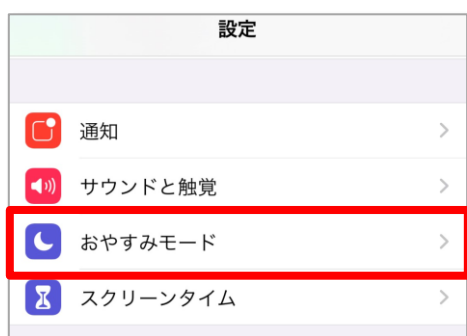 設定
通知
サウンドと触覚
おやすみモード
スクリーンタイム